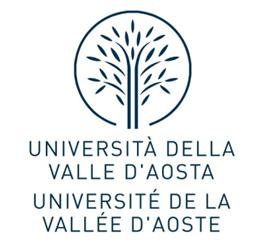 UNIVERSITÀ DELLA
VALLE D'AOSTA
UNIVERSITÉ DE LA
VALLÉE D'AOSTE